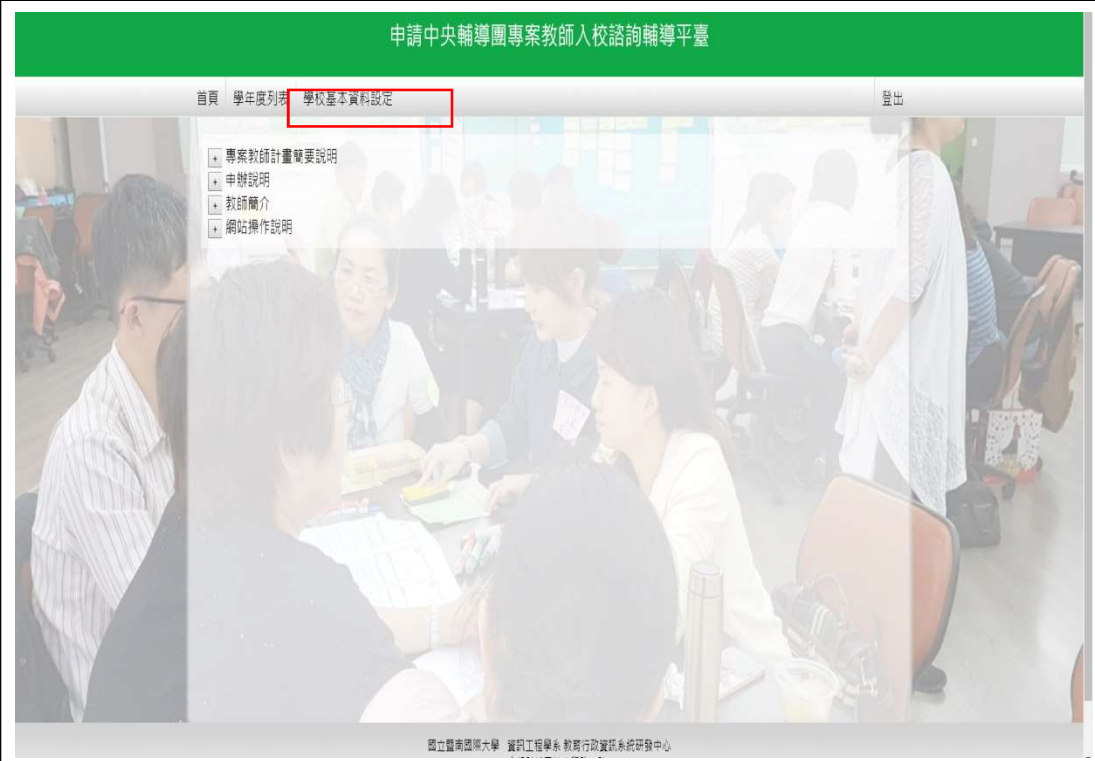 申請中央輔導團專案教師入校諮詢輔導平臺
首頁 學年度列表 學校基本資料設定 登出
+ 專案教師計畫簡要說明
+ 申辦說明
+ 教師簡介
+ 網站操作說明
國立暨南國際大學 資訊工程學系 教育行政資訊系統研發中心